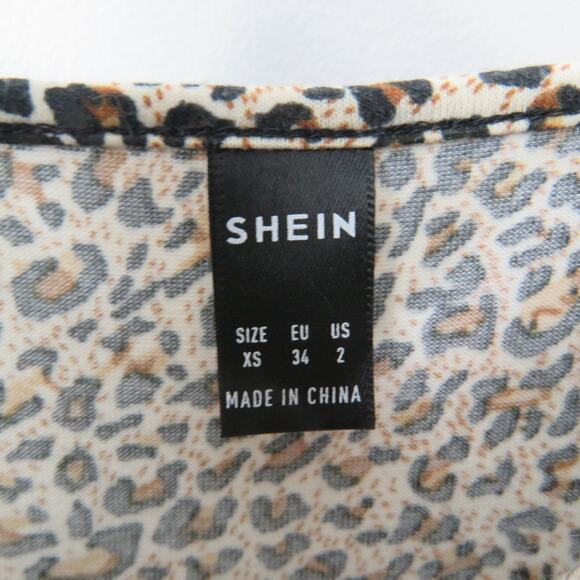 SHEIN
SIZE EU US
XS 34 2
MADE IN CHINA